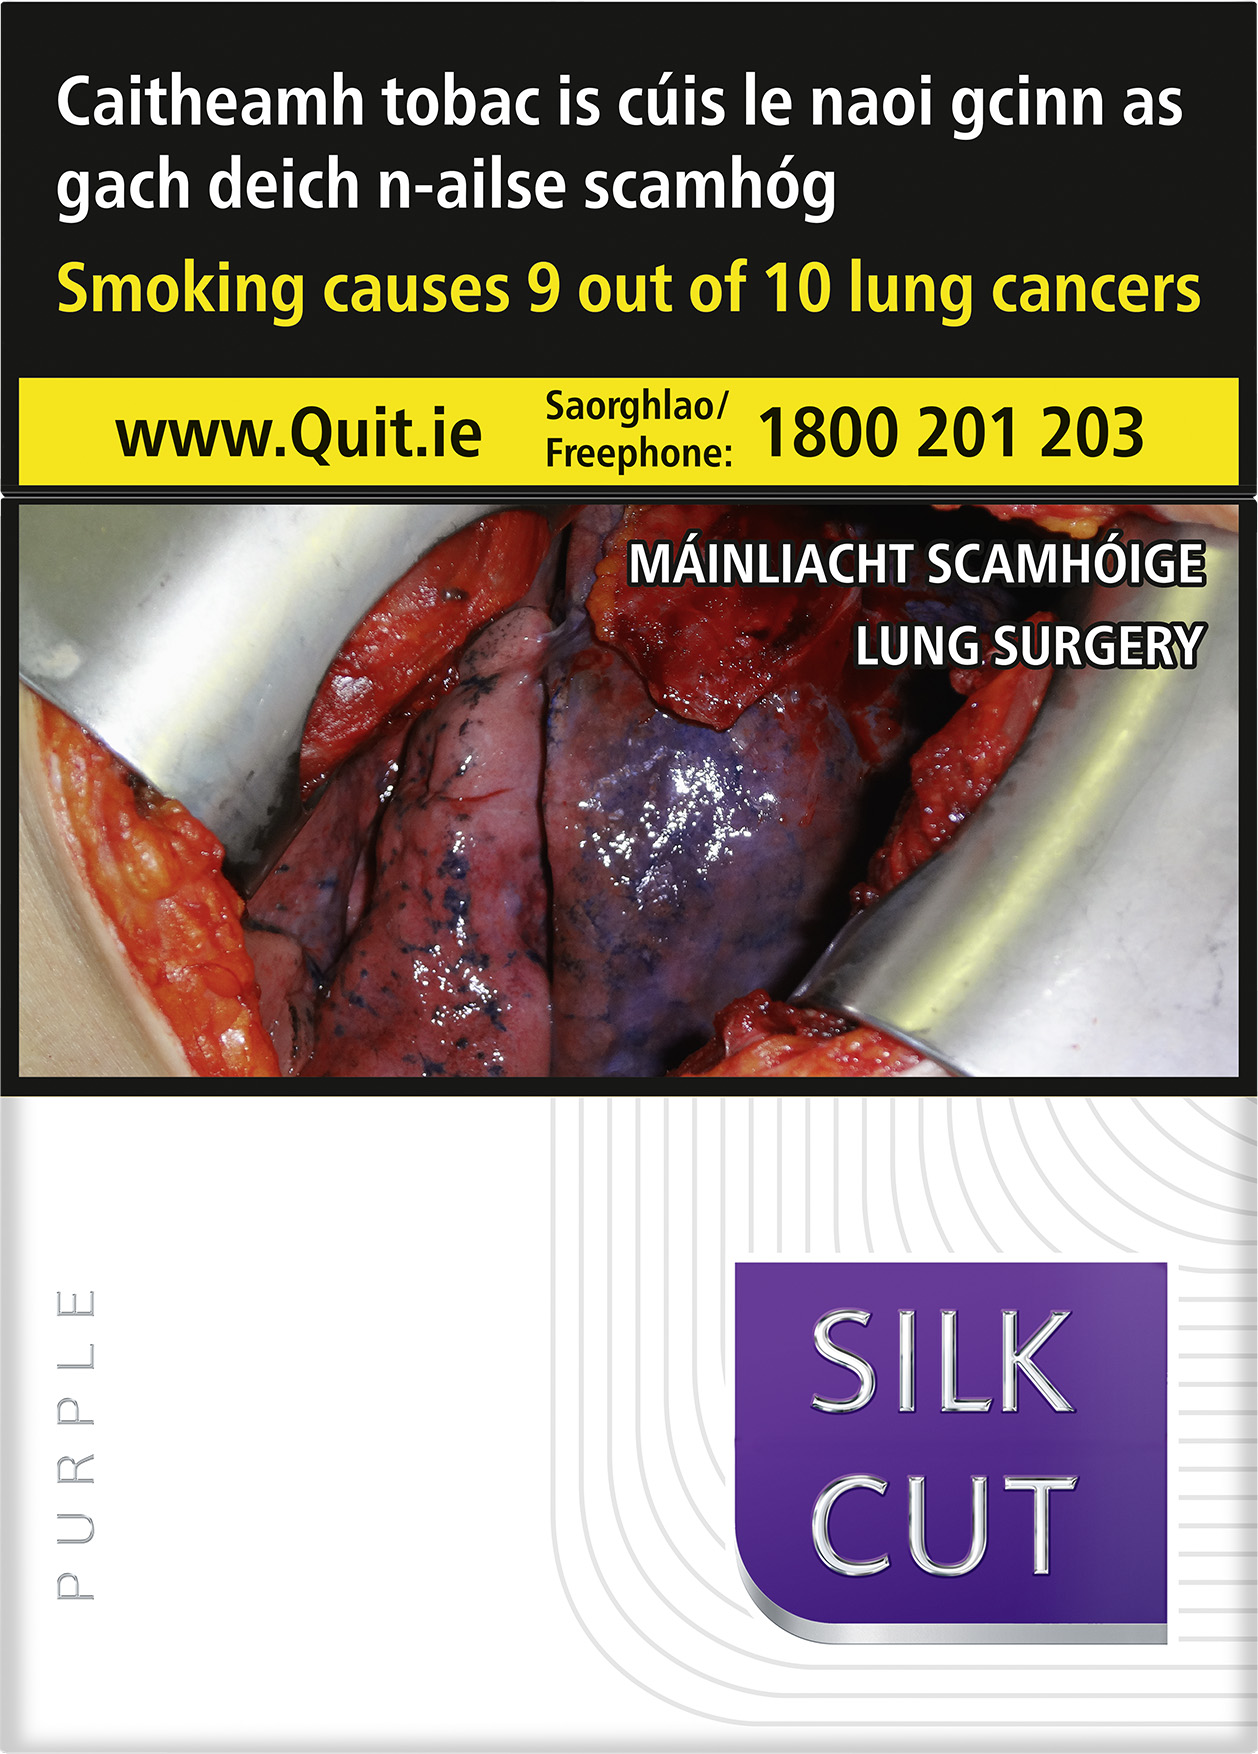 Caitheamh tobac is cúis le naoi gcinn as
gach deich n-ailse scamhóg
Smoking causes 9 out of 10 lung cancers
www.Quit.ie
Saorghlao/
Freephone:
1800 201 203
MÁINLIACHT SCAMHÓIGE
LUNG SURGERY
PURPLE
SILK
CUT